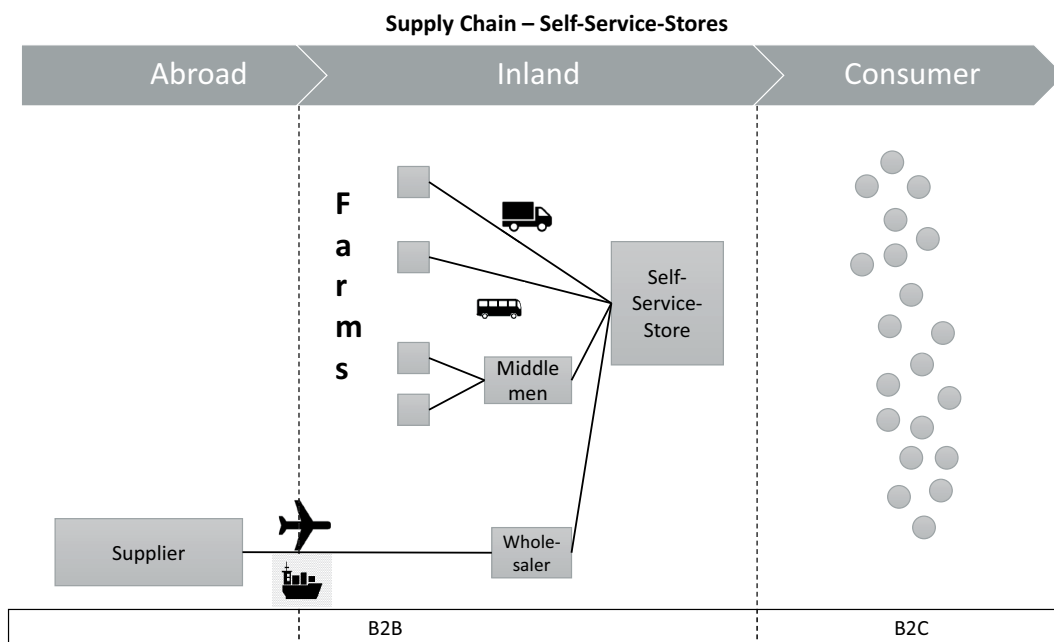 Supply Chain – Self-Service-Stores
Abroad
Inland
Consumer
F
a
r
m
s
Self-
Service-
Store
Middle
men
Supplier
Whole-
saler
B2B
B2C